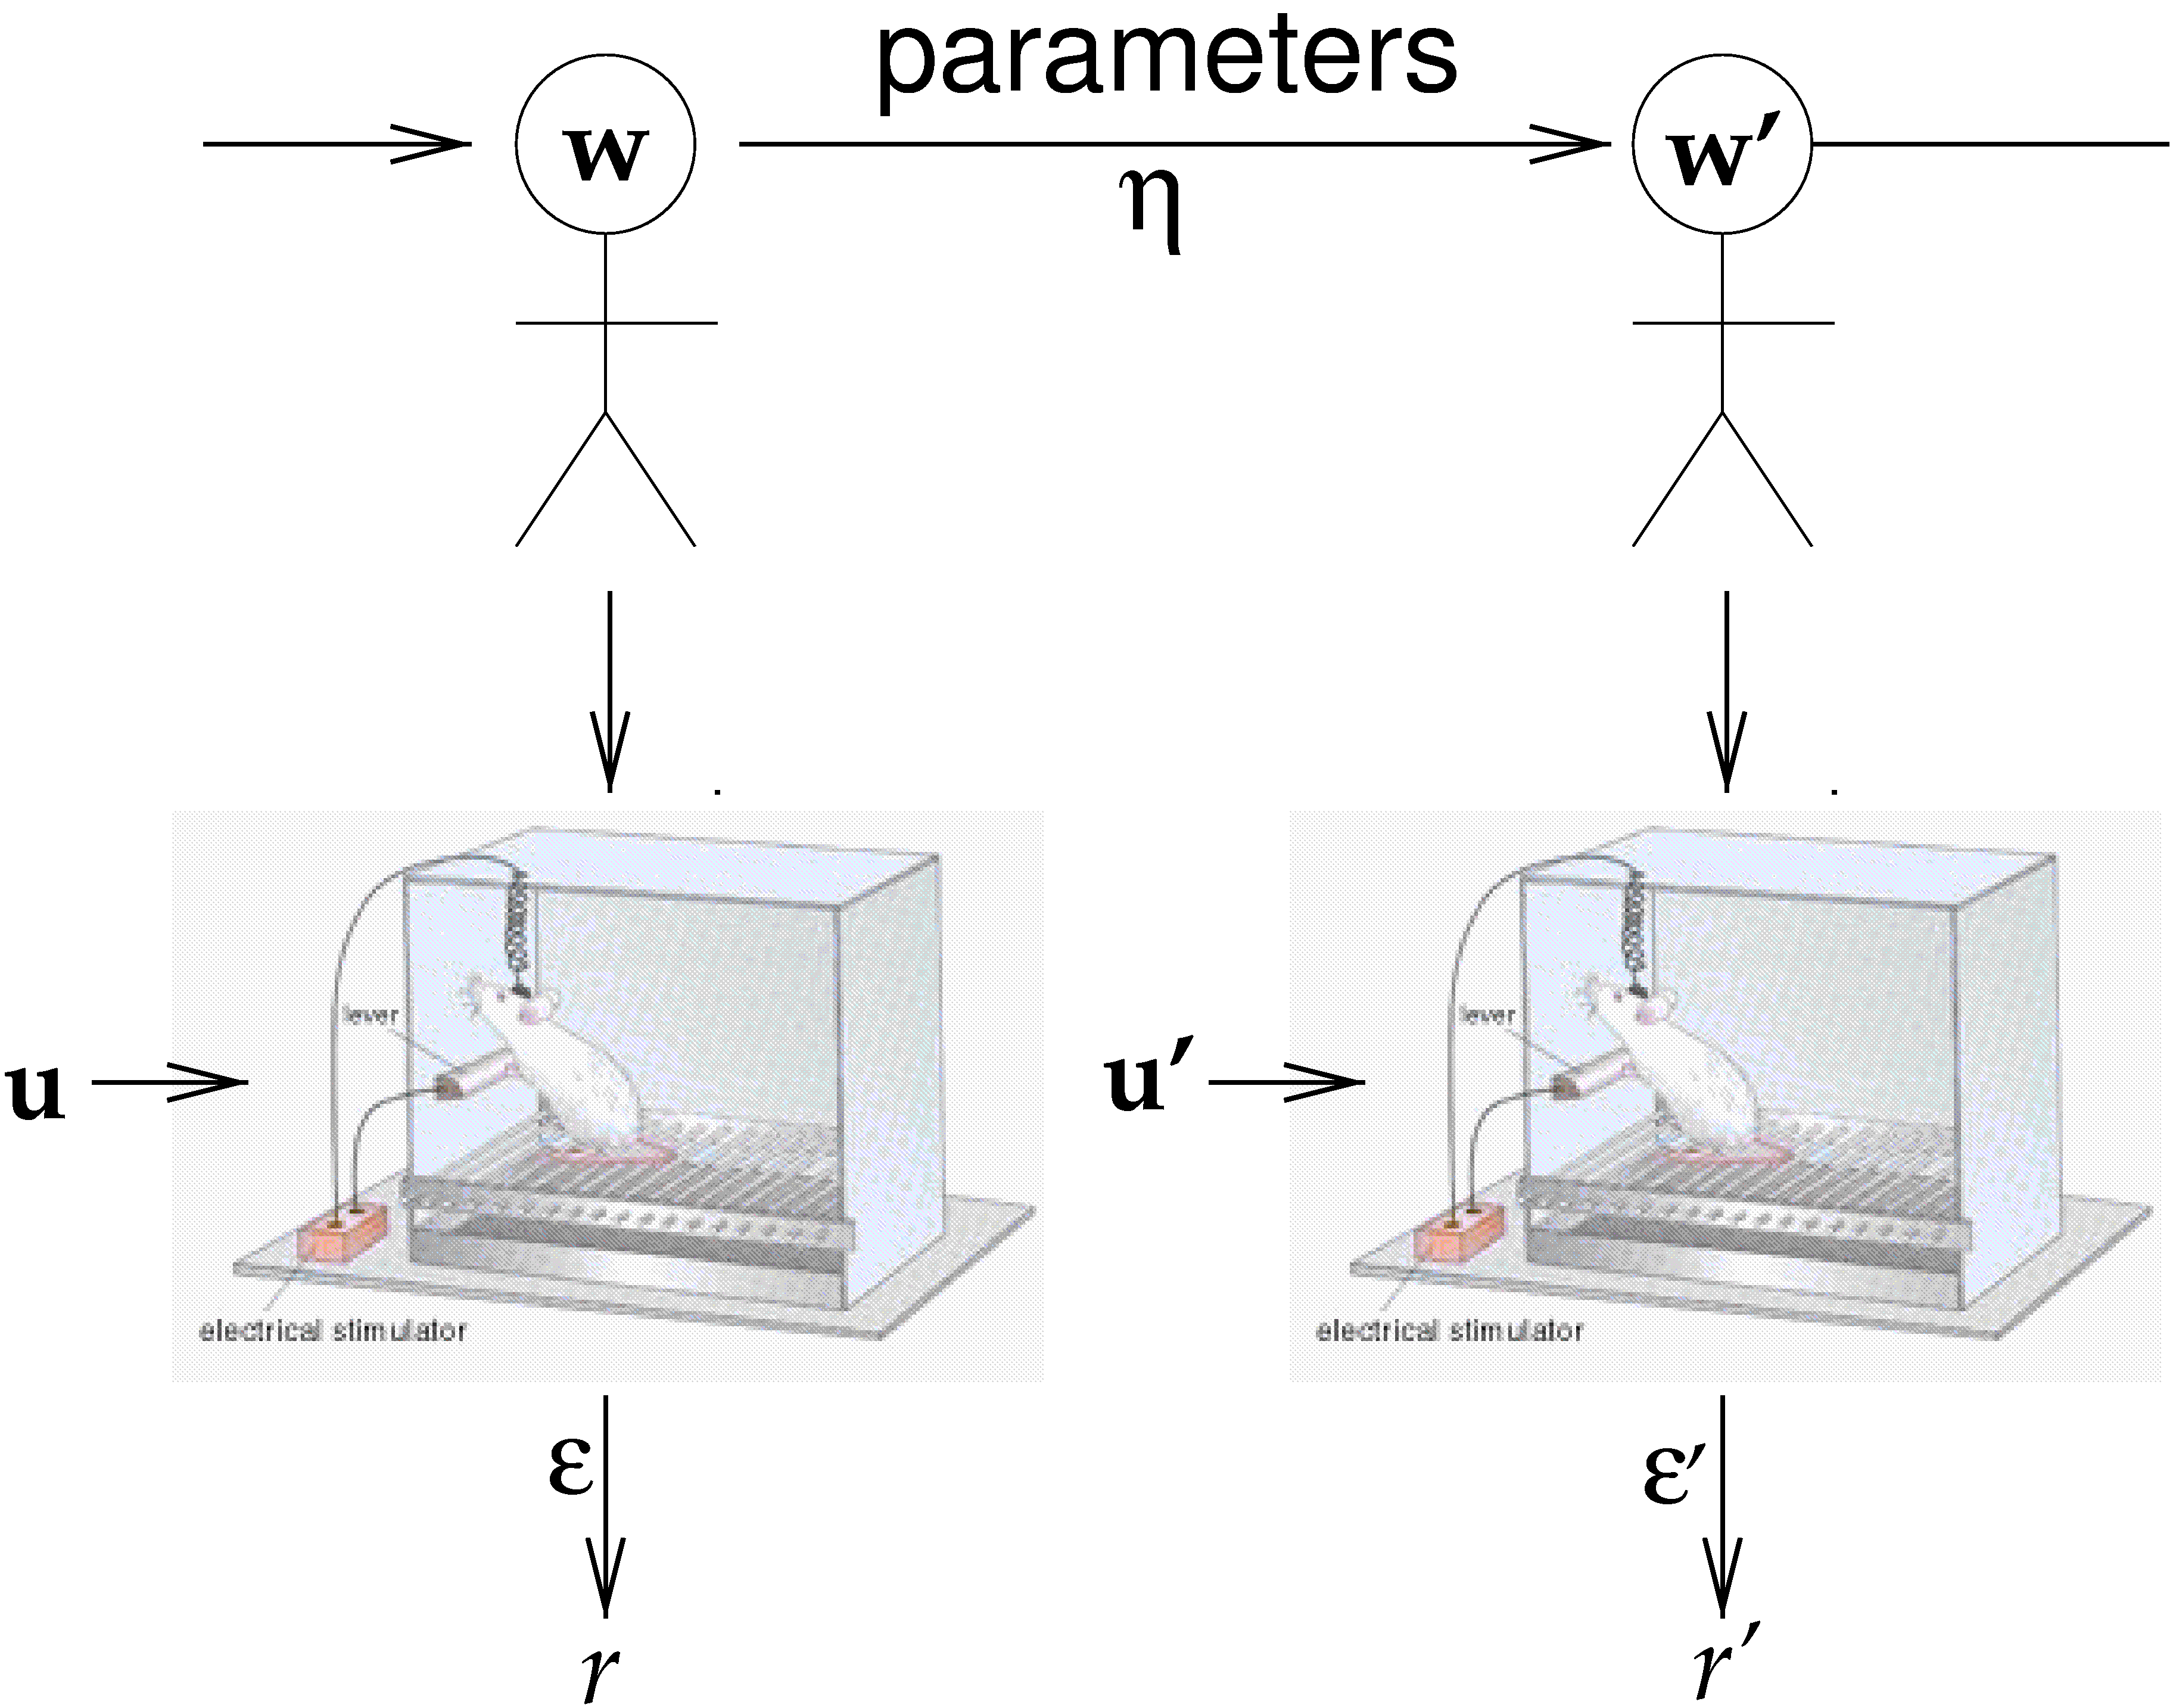 parameters
w
w′
η
lever
lever
u
u′
electrical stimulator
electrical stimulator
ε
ε′
r
r′